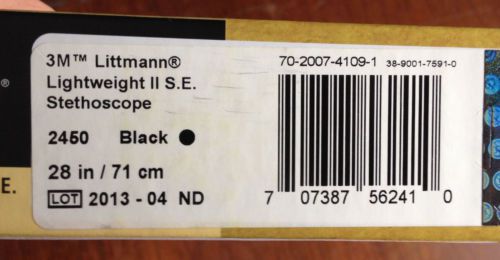 3M™ Littmann®
Lightweight II S.E.
Stethoscope
2450 Black
28 in / 71 cm
LOT 2013 - 04 ND
70-2007-4109-1 38-9001-7591-0
7 07387 56241 0
®
E.